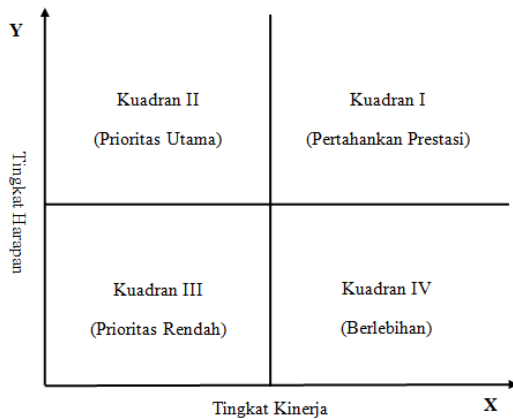 Y
Kuadran II
(Prioritas Utama)
Kuadran I
(Pertahankan Prestasi)
Tingkat Harapan
Kuadran III
(Prioritas Rendah)
Kuadran IV
(Berlebihan)
Tingkat Kinerja
X